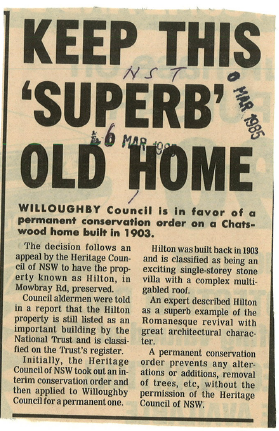 KEEP THIS
'SUPERB'
OLD HOME
NST
6 MAR 1985
MAR 1985
WILLOUGHBY Council is in favor of a
permanent conservation order on a Chats-
wood home built in 1903.
The decision follows an
appeal by the Heritage Coun-
cil of NSW to have the prop-
erty known as Hilton, in
Mowbray Rd, preserved.
Council aldermen were told
in a report that the Hilton
property is still listed as an
important building by the
National Trust and is classi-
fied on the Trust's register.
Initially, the Heritage
Council of NSW took out an in-
terim conservation order and
then applied to Willoughby
Council for a permanent one.
Hilton was built back in 1903
and is classified as being an
exciting single-storey stone
villa with a complex multi-
gabled roof.
An expert described Hilton
as a superb example of the
Romanesque revival with
great architectural charac-
ter.
A permanent conservation
order prevents any alter-
ations or additions, removal
of trees, etc, without the
permission of the Heritage
Council of NSW.